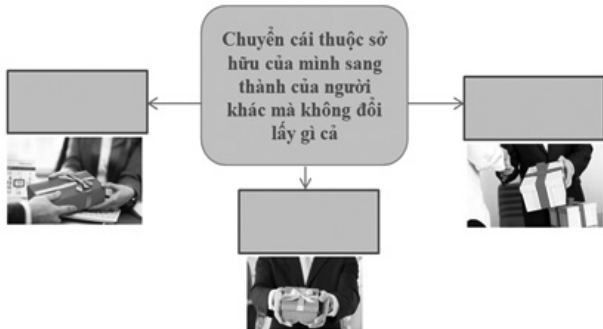 Chuyển cái thuộc sở
hữu của mình sang
thành của người
khác mà không đổi
lấy gì cả